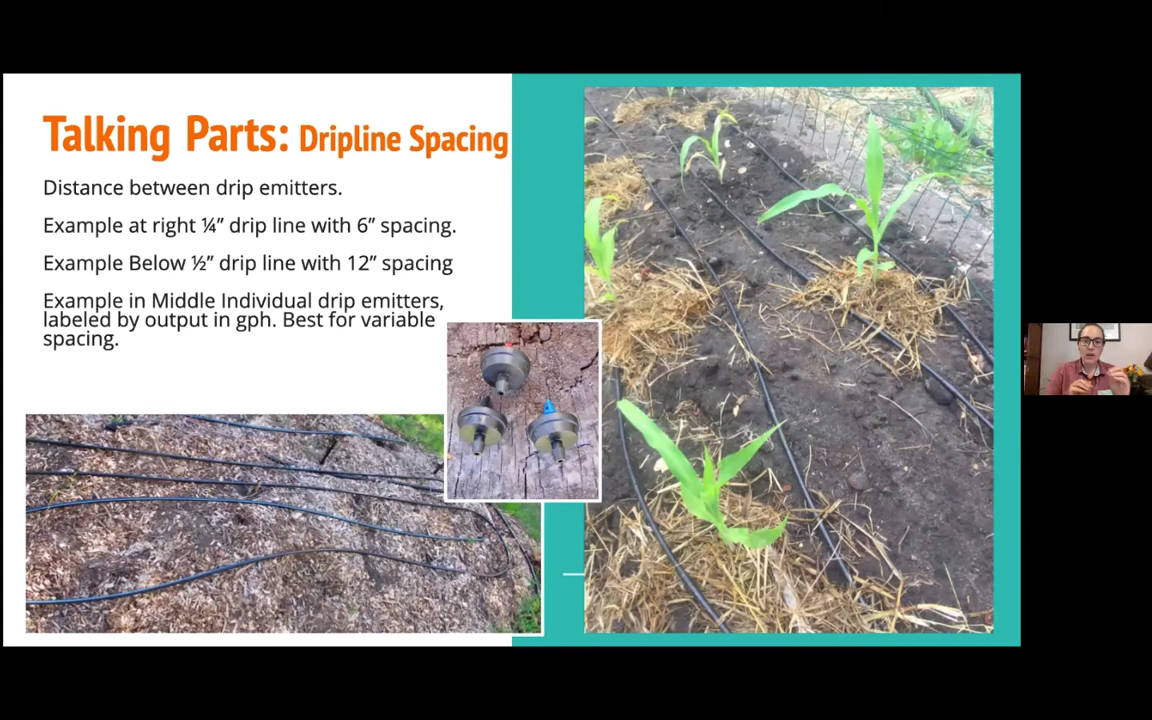 Talking Parts: Dripline Spacing
Distance between drip emitters.
Example at right ¼” drip line with 6” spacing.
Example Below ½” drip line with 12” spacing
Example in Middle Individual drip emitters,
labeled by output in gph. Best for variable
spacing.